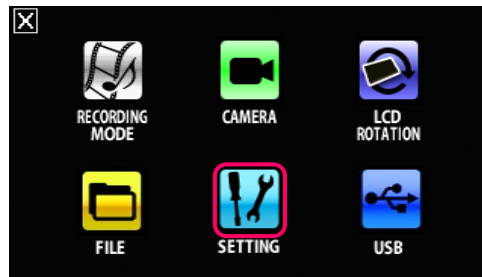 RECORDING
MODE
CAMERA
LCD
ROTATION
FILE
SETTING
USB